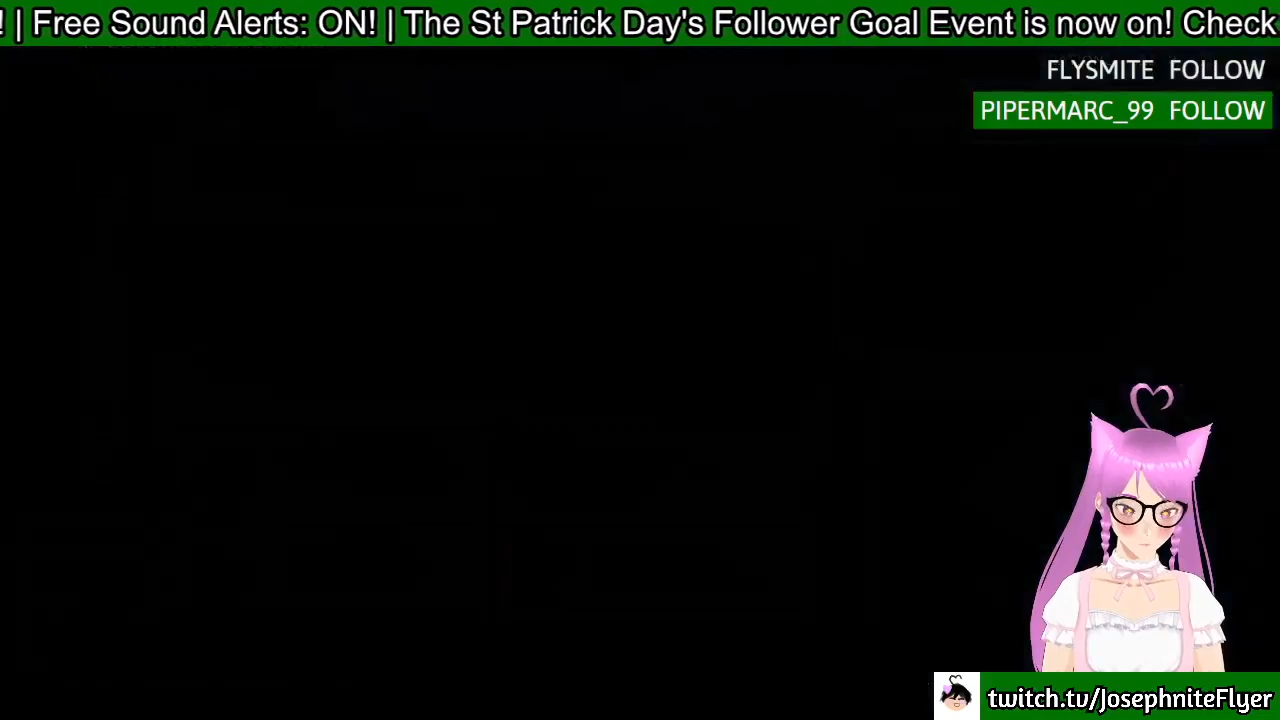 ! | Free Sound Alerts: ON! | The St Patrick Day's Follower Goal Event is now on! Check
FLYSMITE FOLLOW
PIPERMARC_99 FOLLOW
twitch.tv/JosephniteFlyer